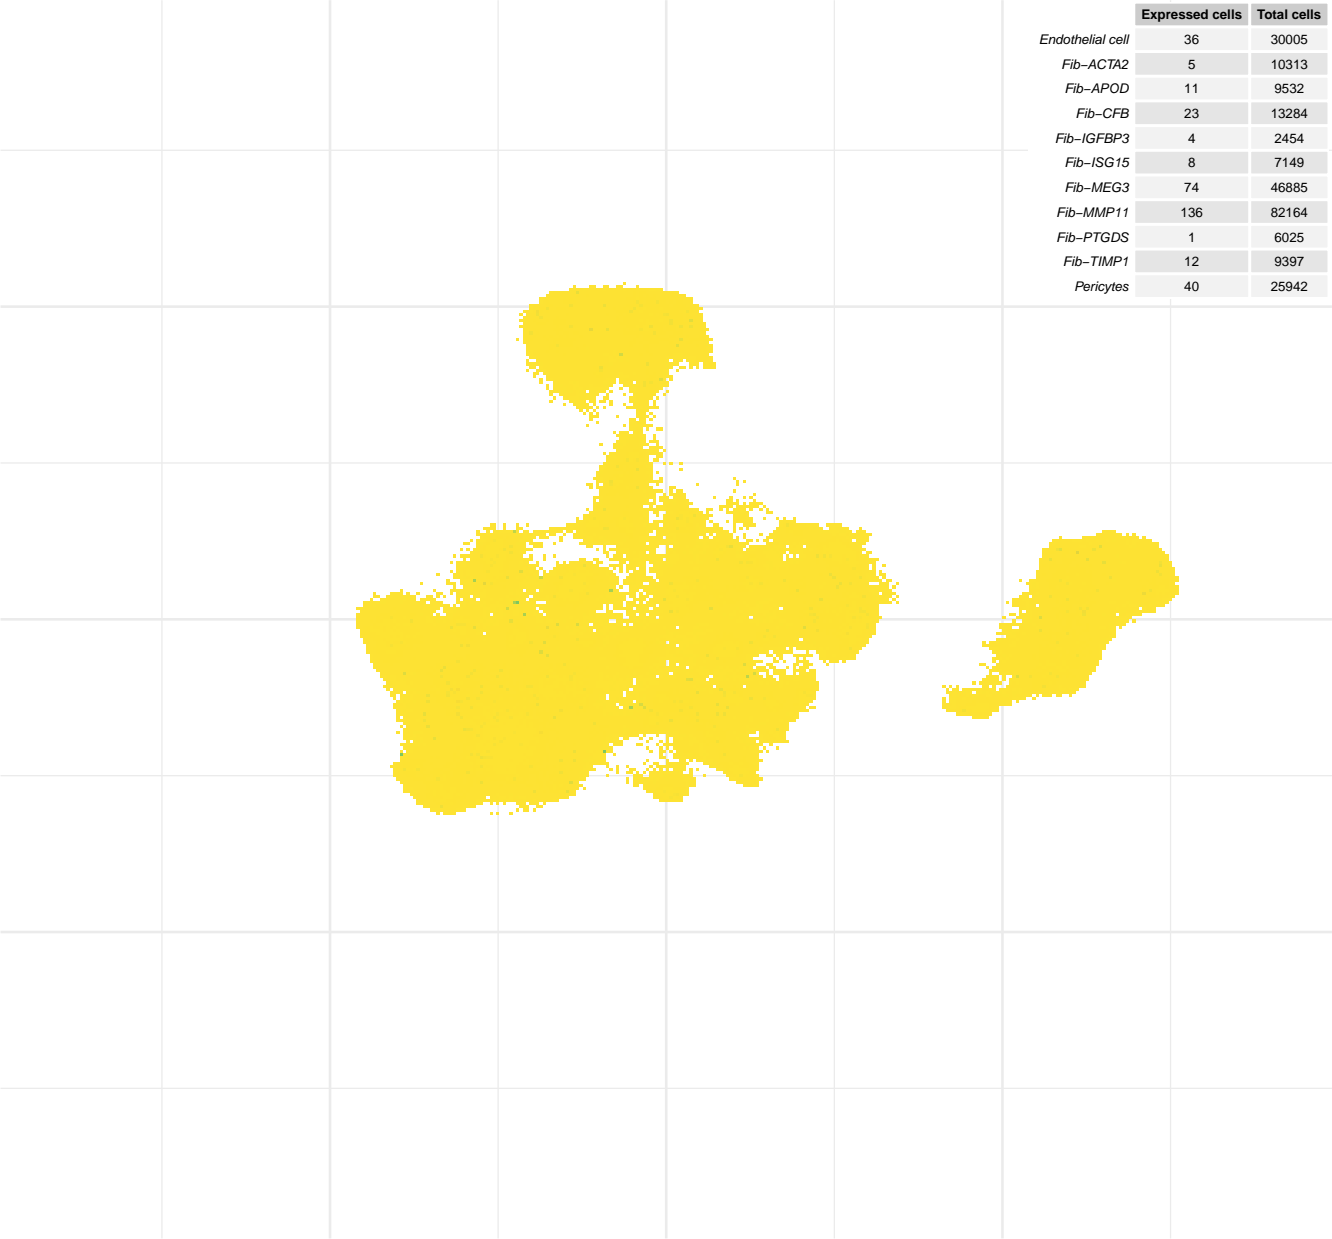 Expressed cells Total cells
Endothelial cell 36 30005
Fib−ACTA2 5 10313
Fib−APOD 11 9532
Fib−CFB 23 13284
Fib−IGFBP3 4 2454
Fib−ISG15 8 7149
Fib−MEG3 74 46885
Fib−MMP11 136 82164
Fib−PTGDS 1 6025
Fib−TIMP1 12 9397
Pericytes 40 25942